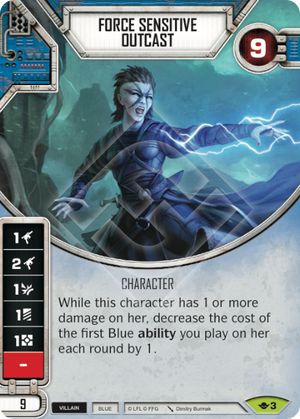 FORCE SENSITIVE
OUTCAST
9
1
2
1
1
1
–
CHARACTER
While this character has 1 or more
damage on her, decrease the cost of
the first Blue ability you play on her
each round by 1.
9
VILLAIN
BLUE
© LFL © FFG
Dmitry Burmak
3